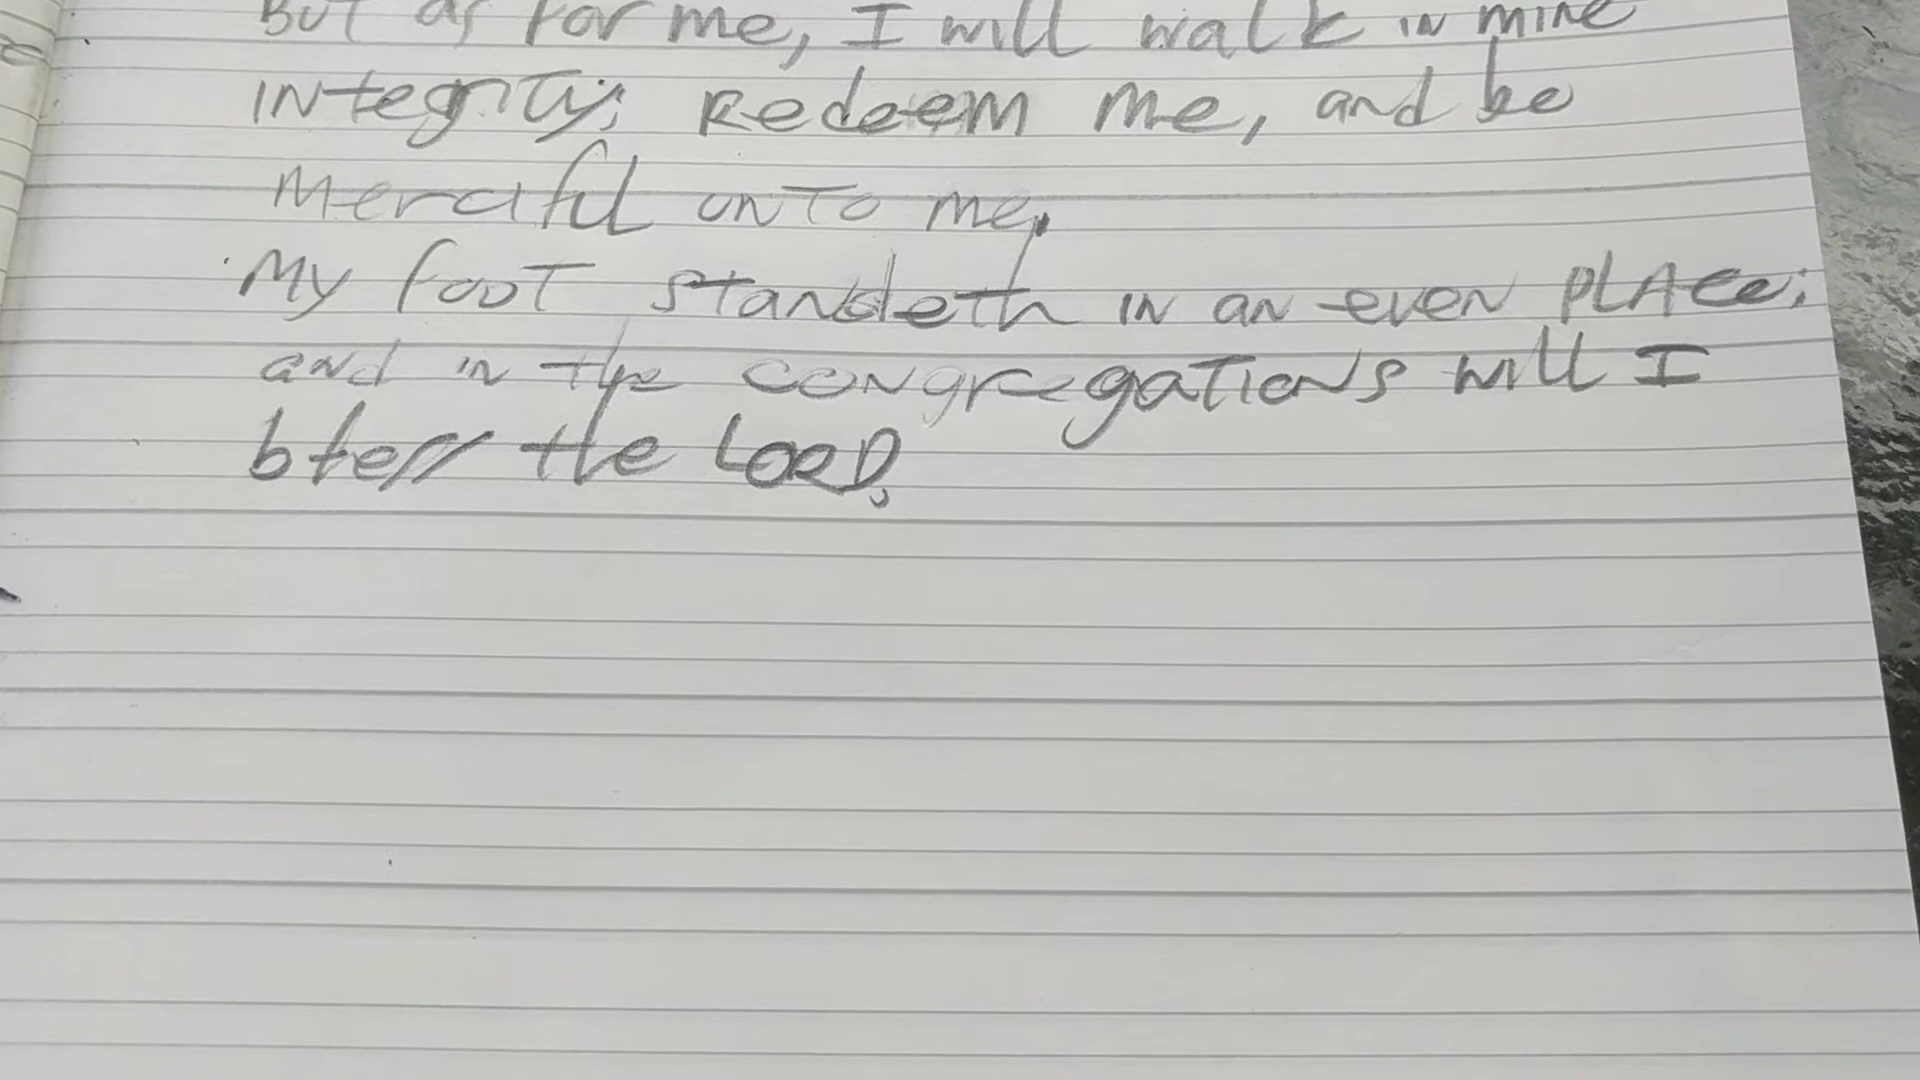 But as for me, I will walk in mine
integrity; Redeem me, and be
merciful unto me.
My foot standeth in an even place:
and in the congregations will I
bless the LORD.